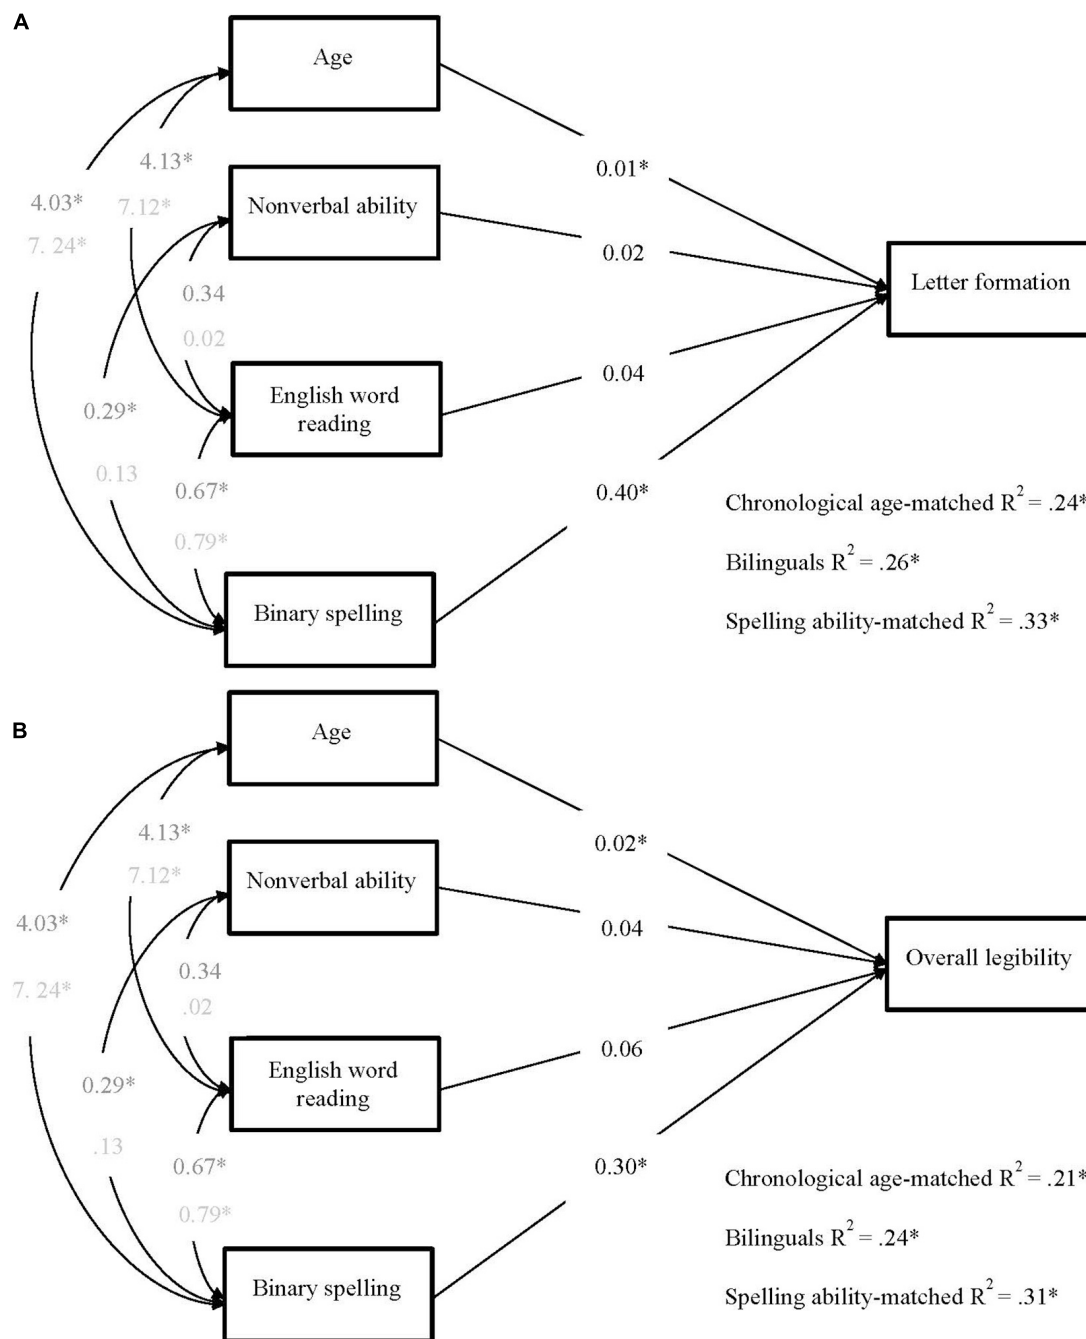 A
Age
4.13*
0.01*
7.12*
4.03*
Nonverbal ability
7. 24*
0.02
Letter formation
0.34
0.02
0.04
English word
reading
0.29*
0.13
0.67*
0.40*
Chronological age-matched R2 = .24*
0.79*
Bilinguals R2 = .26*
Binary spelling
Spelling ability-matched R2 = .33*
B
Age
4.13*
0.02*
7.12*
Nonverbal ability
4.03*
0.04
Overall legibility
0.34
7. 24*
.02
0.06
English word
reading
0.29*
.13
0.67*
0.30*
Chronological age-matched R2 = .21*
0.79*
Bilinguals R2 = .24*
Binary spelling
Spelling ability-matched R2 = .31*